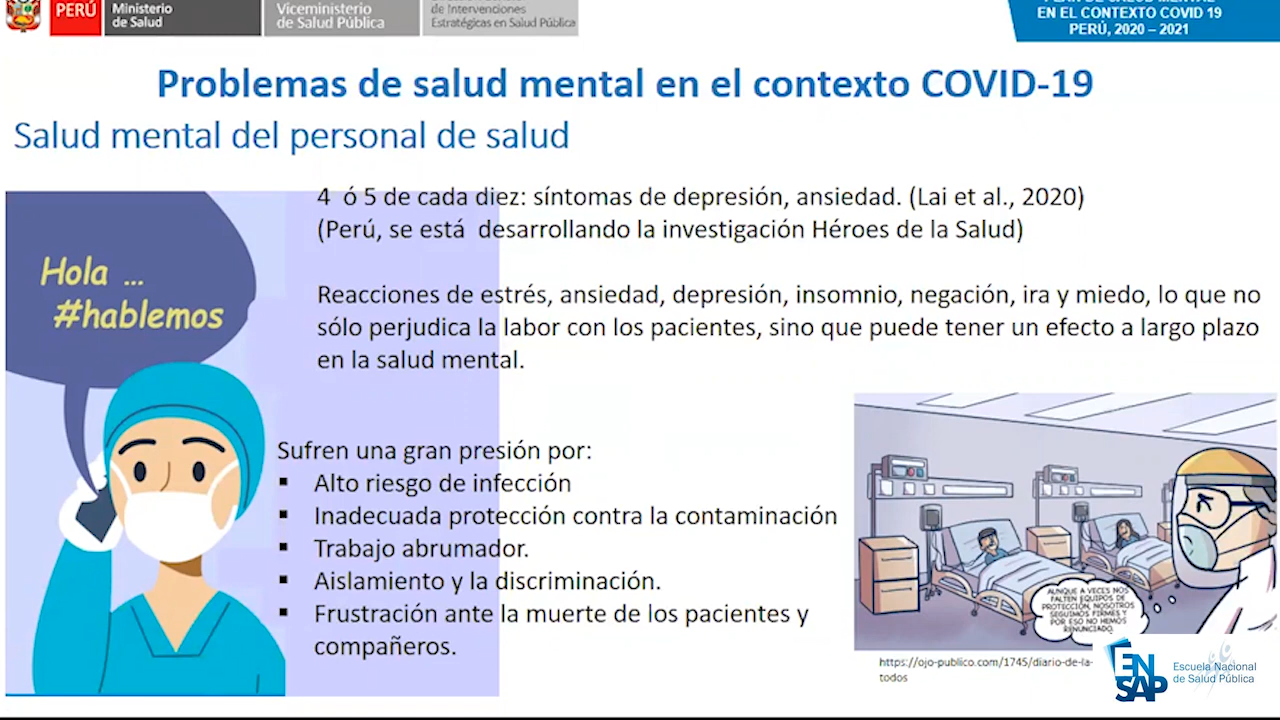 PERÚ
Ministerio
de Salud
Viceministerio
de Salud Pública
de Intervenciones
Estratégicas en Salud Pública
EN EL CONTEXTO COVID 19
PERÚ, 2020 – 2021
Problemas de salud mental en el contexto COVID-19
Salud mental del personal de salud
4 ó 5 de cada diez: síntomas de depresión, ansiedad. (Lai et al., 2020)
(Perú, se está desarrollando la investigación Héroes de la Salud)
Hola ...
#hablemos
Reacciones de estrés, ansiedad, depresión, insomnio, negación, ira y miedo, lo que no
sólo perjudica la labor con los pacientes, sino que puede tener un efecto a largo plazo
en la salud mental.
Sufren una gran presión por:
▪ Alto riesgo de infección
▪ Inadecuada protección contra la contaminación
▪ Trabajo abrumador.
▪ Aislamiento y la discriminación.
▪ Frustración ante la muerte de los pacientes y
compañeros.
AUNQUE A VECES NOS
FALTEN EQUIPOS DE
PROTECCIÓN, NOSOTROS
SEGUIMOS FIRMES Y
POR ESO NO HEMOS
RENUNCIADO.
https://ojo-publico.com/1745/diario-de-la-
todos
ENSAP
Escuela Nacional
de Salud Pública